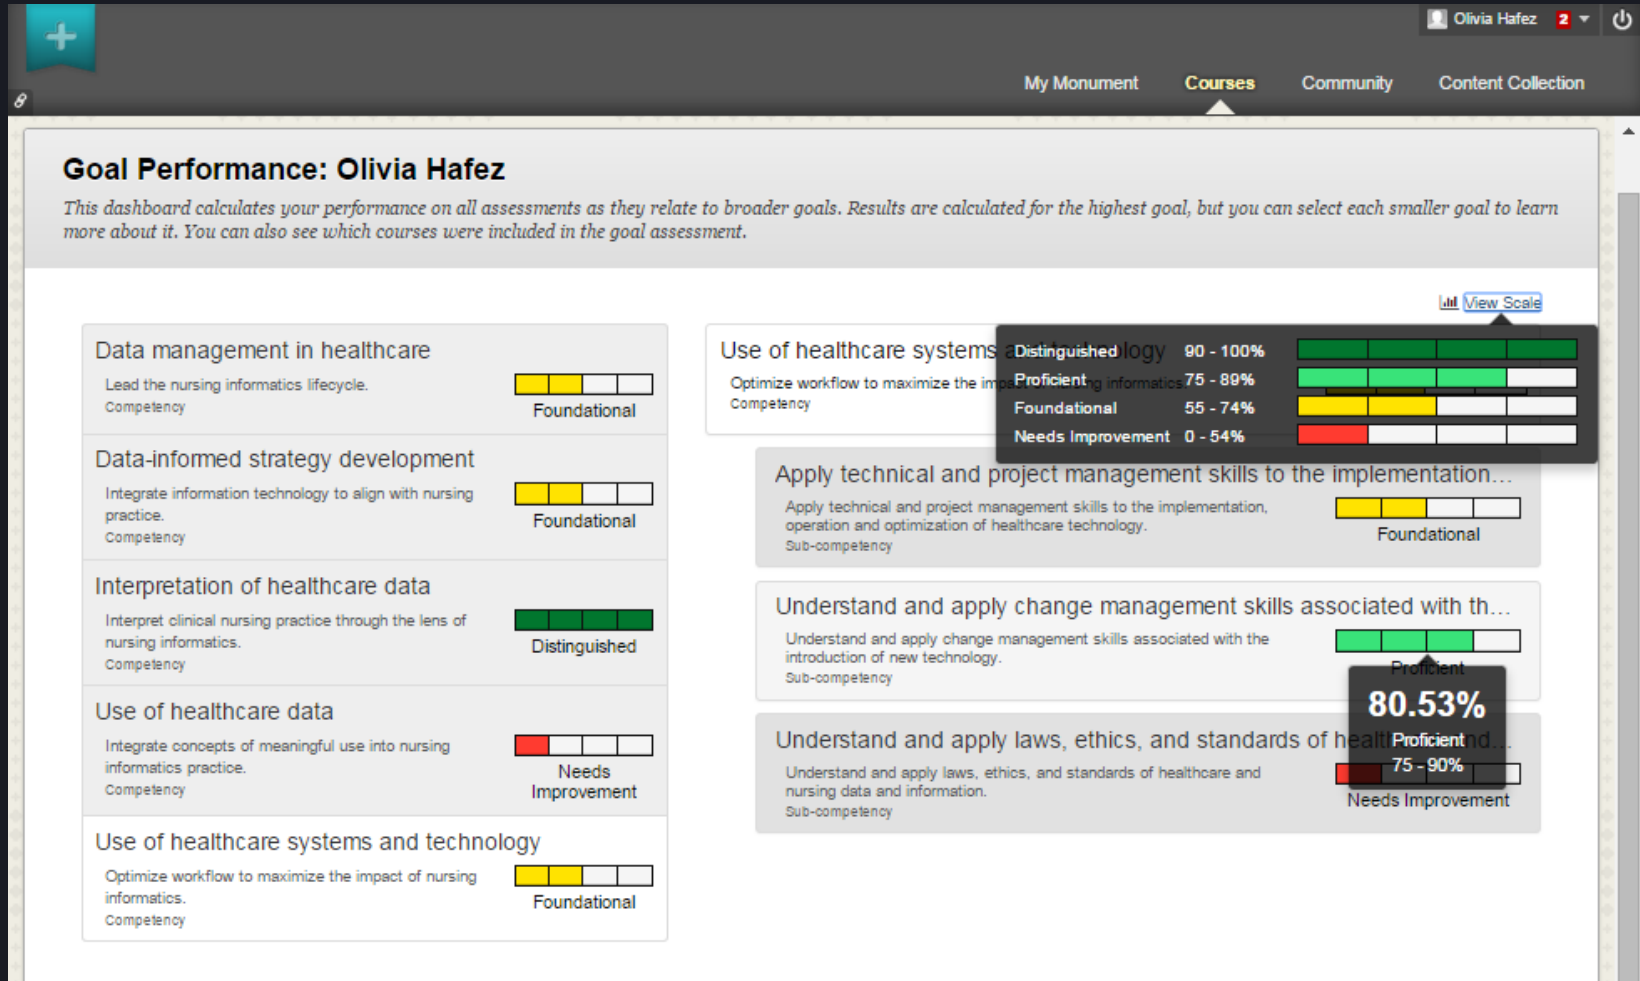 Olivia Hafez 2
My Monument Courses Community Content Collection
Goal Performance: Olivia Hafez
This dashboard calculates your performance on all assessments as they relate to broader goals. Results are calculated for the highest goal, but you can select each smaller goal to learn
more about it. You can also see which courses were included in the goal assessment.
View Scale
Data management in healthcare
Lead the nursing informatics lifecycle.
Competency
Foundational
Data-informed strategy development
Integrate information technology to align with nursing
practice.
Competency
Foundational
Interpretation of healthcare data
Interpret clinical nursing practice through the lens of
nursing informatics.
Competency
Distinguished
Use of healthcare data
Integrate concepts of meaningful use into nursing
informatics practice.
Competency
Needs
Improvement
Use of healthcare systems and technology
Optimize workflow to maximize the impact of nursing
informatics.
Competency
Foundational
Use of healthcare systems and technology
Optimize workflow to maximize the impact of nursing informatics.
Competency
Distinguished 90 - 100%
Proficient 75 - 89%
Foundational 55 - 74%
Needs Improvement 0 - 54%
Apply technical and project management skills to the implementation...
Apply technical and project management skills to the implementation,
operation and optimization of healthcare technology.
Sub-competency
Foundational
Understand and apply change management skills associated with th...
Understand and apply change management skills associated with the
introduction of new technology.
Sub-competency
Proficient
80.53%
Proficient
75 - 90%
Understand and apply laws, ethics, and standards of healthcare and...
Understand and apply laws, ethics, and standards of healthcare and
nursing data and information.
Sub-competency
Needs Improvement